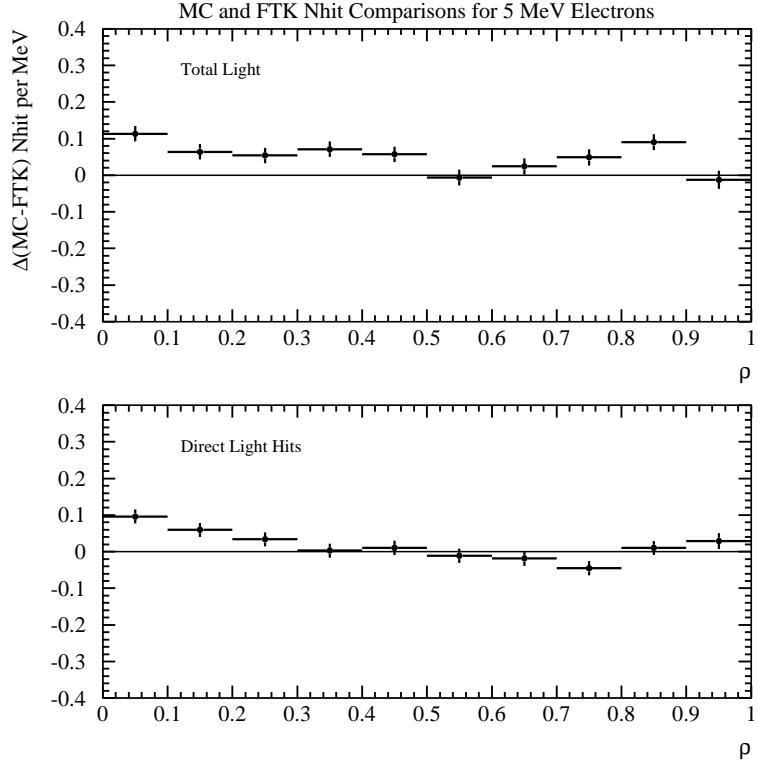 MC and FTK Nhit Comparisons for 5 MeV Electrons
Δ(MC-FTK) Nhit per MeV
0.4
0.3
0.2
0.1
0
-0.1
-0.2
-0.3
-0.4
Total Light
0 0.1 0.2 0.3 0.4 0.5 0.6 0.7 0.8 0.9 1
ρ
0.4
0.3
0.2
0.1
0
-0.1
-0.2
-0.3
-0.4
Direct Light Hits
0 0.1 0.2 0.3 0.4 0.5 0.6 0.7 0.8 0.9 1
ρ